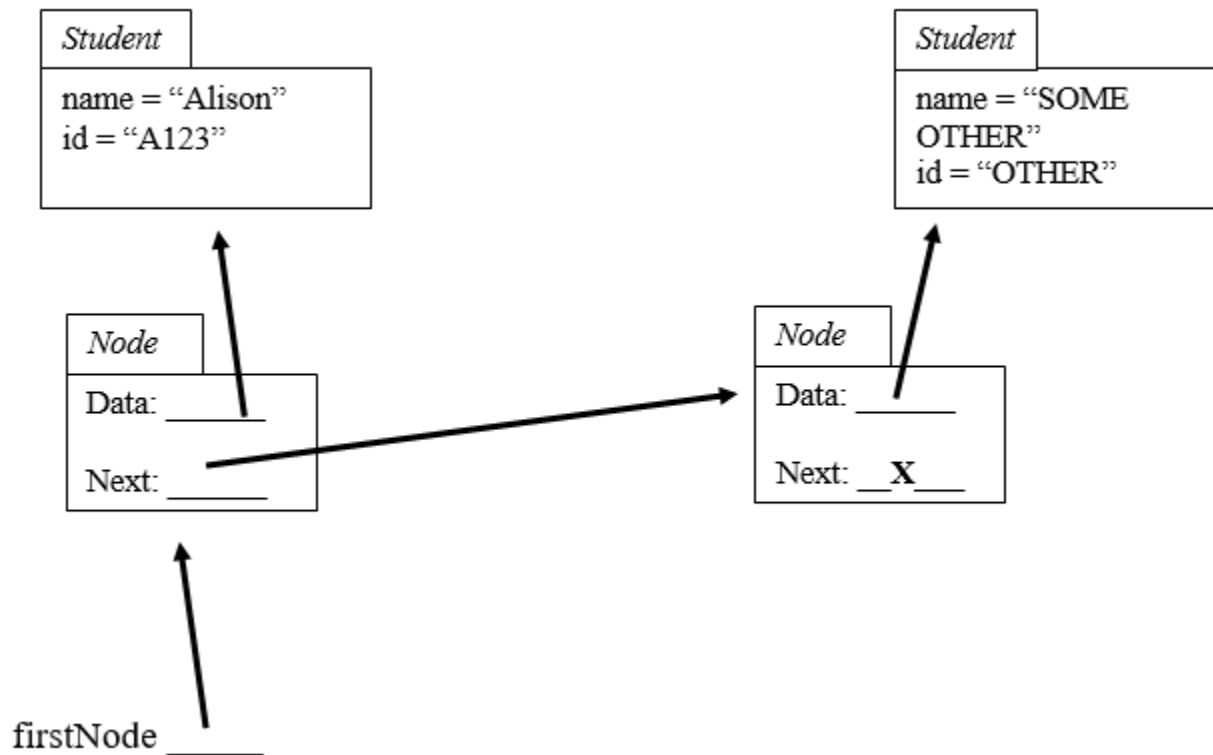 Student
name = “Alison”
id = “A123”
Student
name = “SOME
OTHER”
id = “OTHER”
Node
Data: ______
Next: ______
Node
Data: ______
Next: __X___
firstNode ______